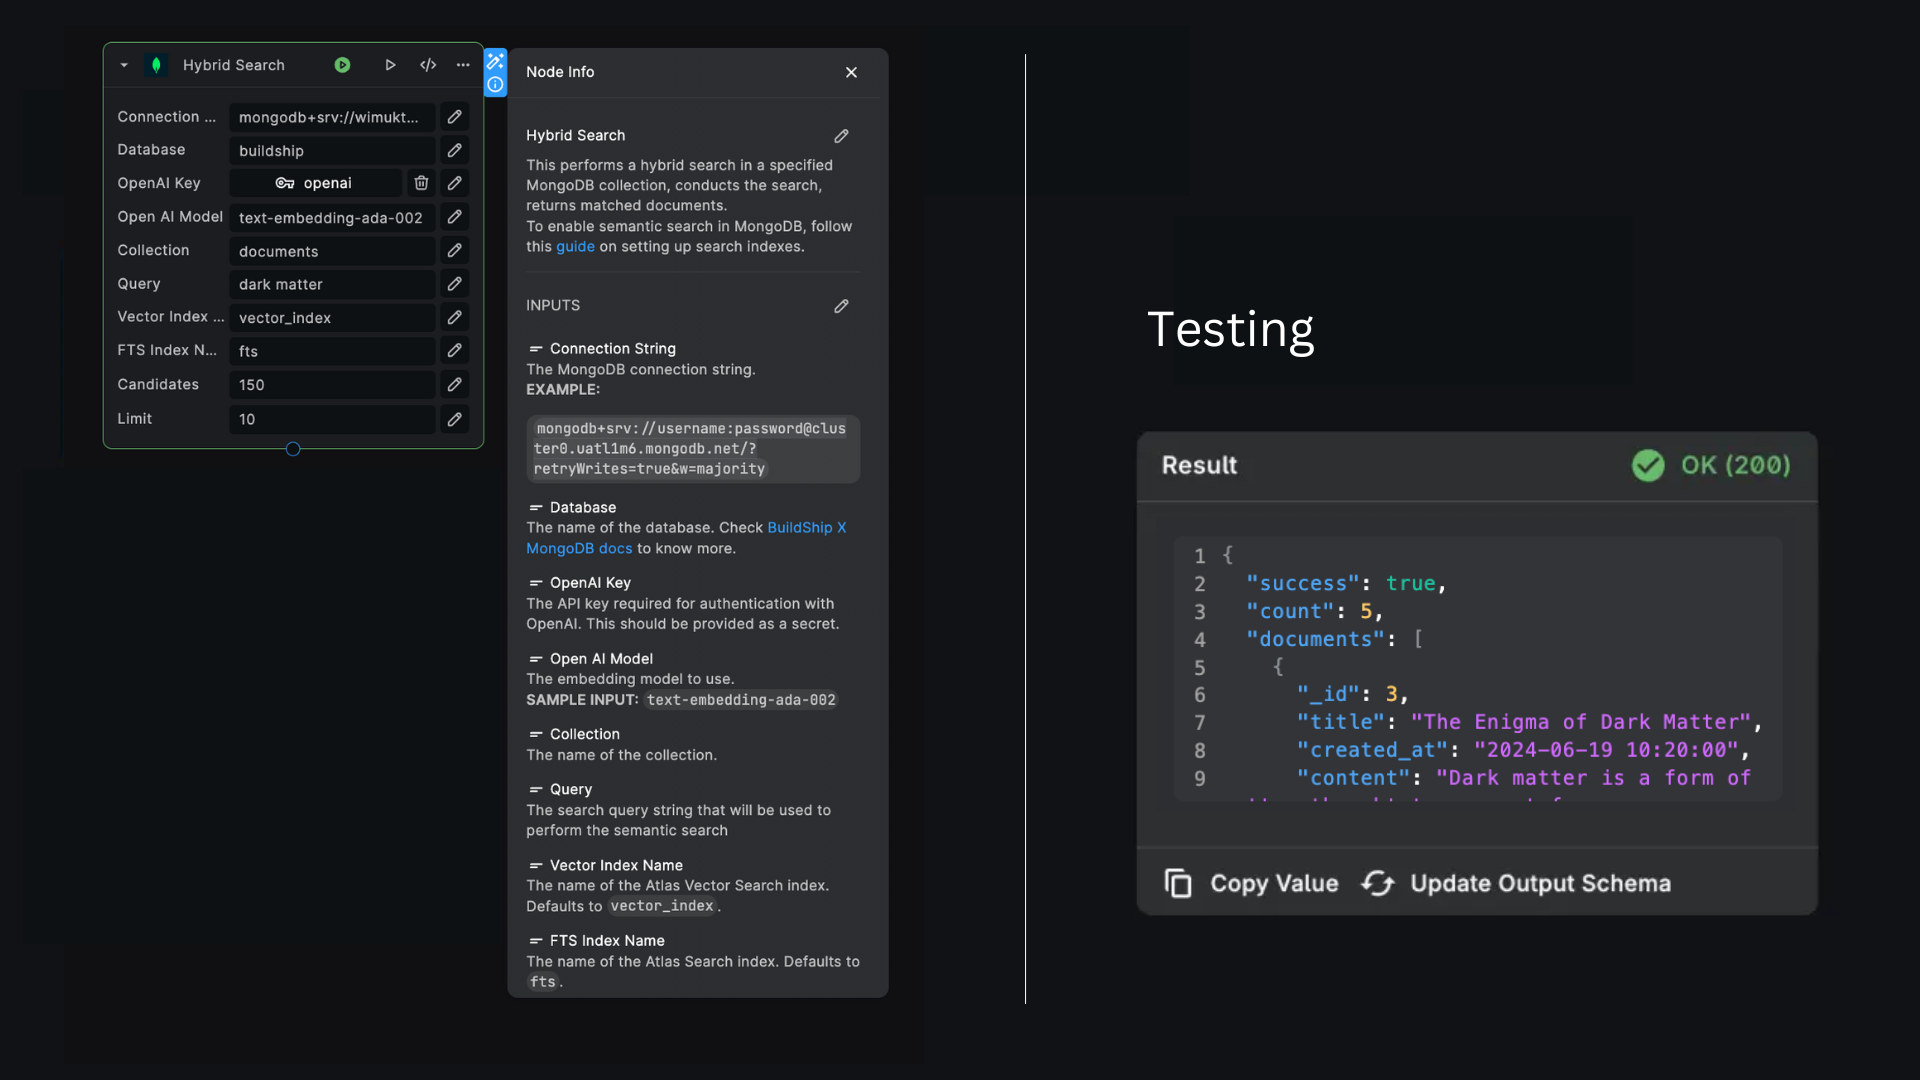 Hybrid Search
Connection ... mongodb+srv://wimukt...
Database buildship
OpenAI Key openai
Open AI Model text-embedding-ada-002
Collection documents
Query dark matter
Vector Index ... vector_index
FTS Index N... fts
Candidates 150
Limit 10
Node Info
Hybrid Search
This performs a hybrid search in a specified
MongoDB collection, conducts the search,
returns matched documents.
To enable semantic search in MongoDB, follow
this guide on setting up search indexes.
INPUTS
Connection String
The MongoDB connection string.
EXAMPLE:
mongodb+srv://username:password@clus
ter0.uatl1m6.mongodb.net/?
retryWrites=true&w=majority
Database
The name of the database. Check BuildShip X
MongoDB docs to know more.
OpenAI Key
The API key required for authentication with
OpenAI. This should be provided as a secret.
Open AI Model
The embedding model to use.
SAMPLE INPUT: text-embedding-ada-002
Collection
The name of the collection.
Query
The search query string that will be used to
perform the semantic search
Vector Index Name
The name of the Atlas Vector Search index.
Defaults to vector_index.
FTS Index Name
The name of the Atlas Search index. Defaults to
fts.
Testing
Result OK (200)
1 {
2 "success": true,
3 "count": 5,
4 "documents": [
5 {
6 "_id": 3,
7 "title": "The Enigma of Dark Matter",
8 "created_at": "2024-06-19 10:20:00",
9 "content": "Dark matter is a form of
Copy Value Update Output Schema